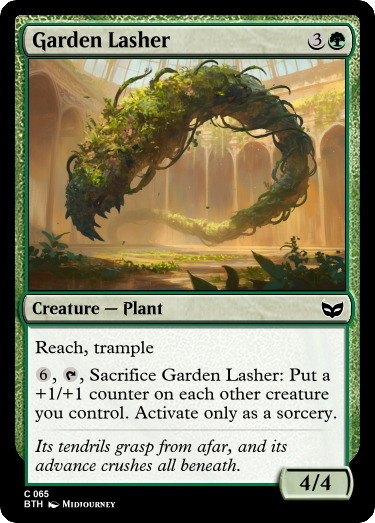 Garden Lasher 3
Creature — Plant
Reach, trample
6, Sacrifice Garden Lasher: Put a
+1/+1 counter on each other creature
you control. Activate only as a sorcery.
Its tendrils grasp from afar, and its
advance crushes all beneath.
4/4
C 065
BTH Midjourney